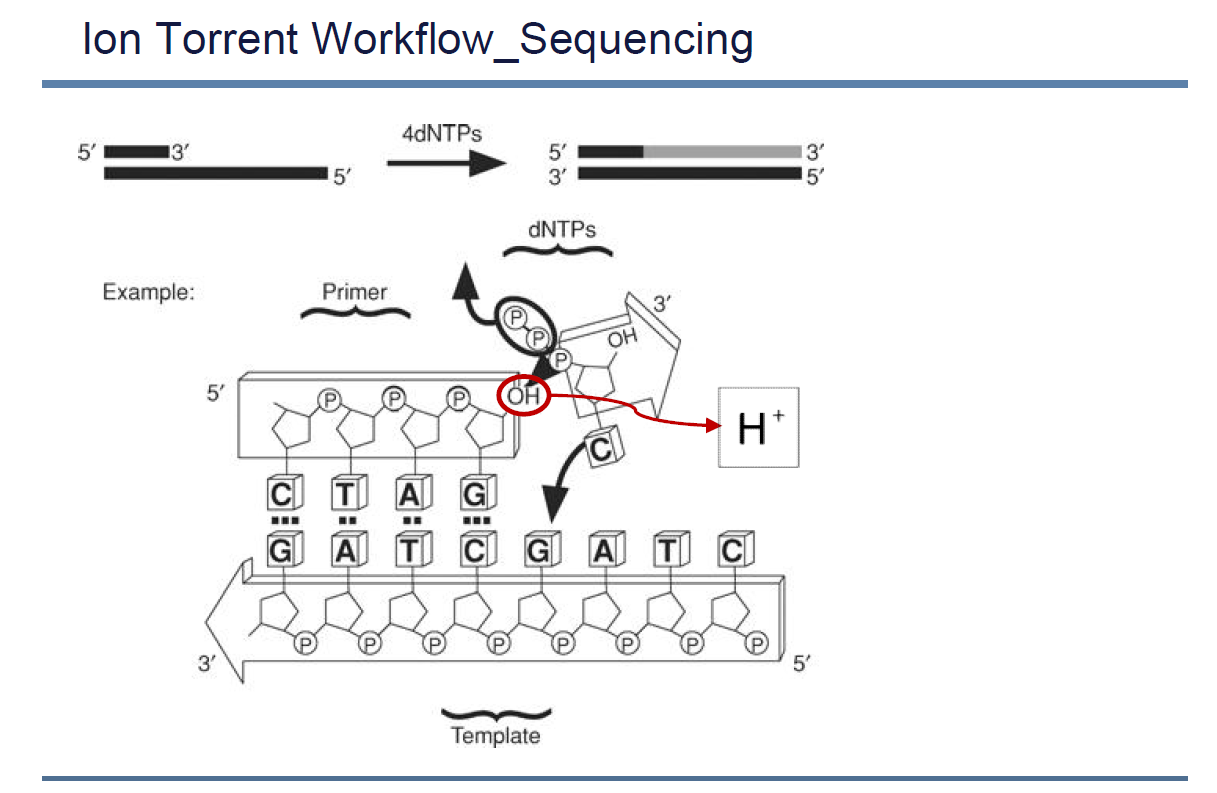 Ion Torrent Workflow_Sequencing
4dNTPs
5′ 3′
5′
5′ 3′
3′ 5′
dNTPs
Example:
Primer
3′
P
P
P
OH
5′
P P P OH
H+
C
C T A G
G A T C G A T C
P P P P P P P P
3′
5′
Template